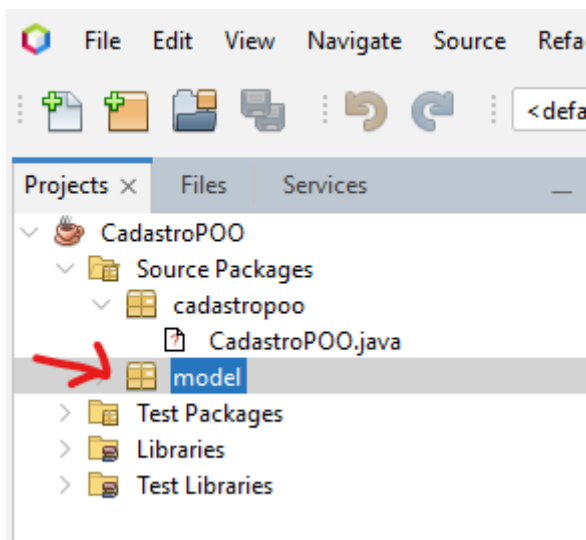 File Edit View Navigate Source Refa
<defa
Projects Files Services
CadastroPOO
Source Packages
cadastropoo
CadastroPOO.java
model
Test Packages
Libraries
Test Libraries